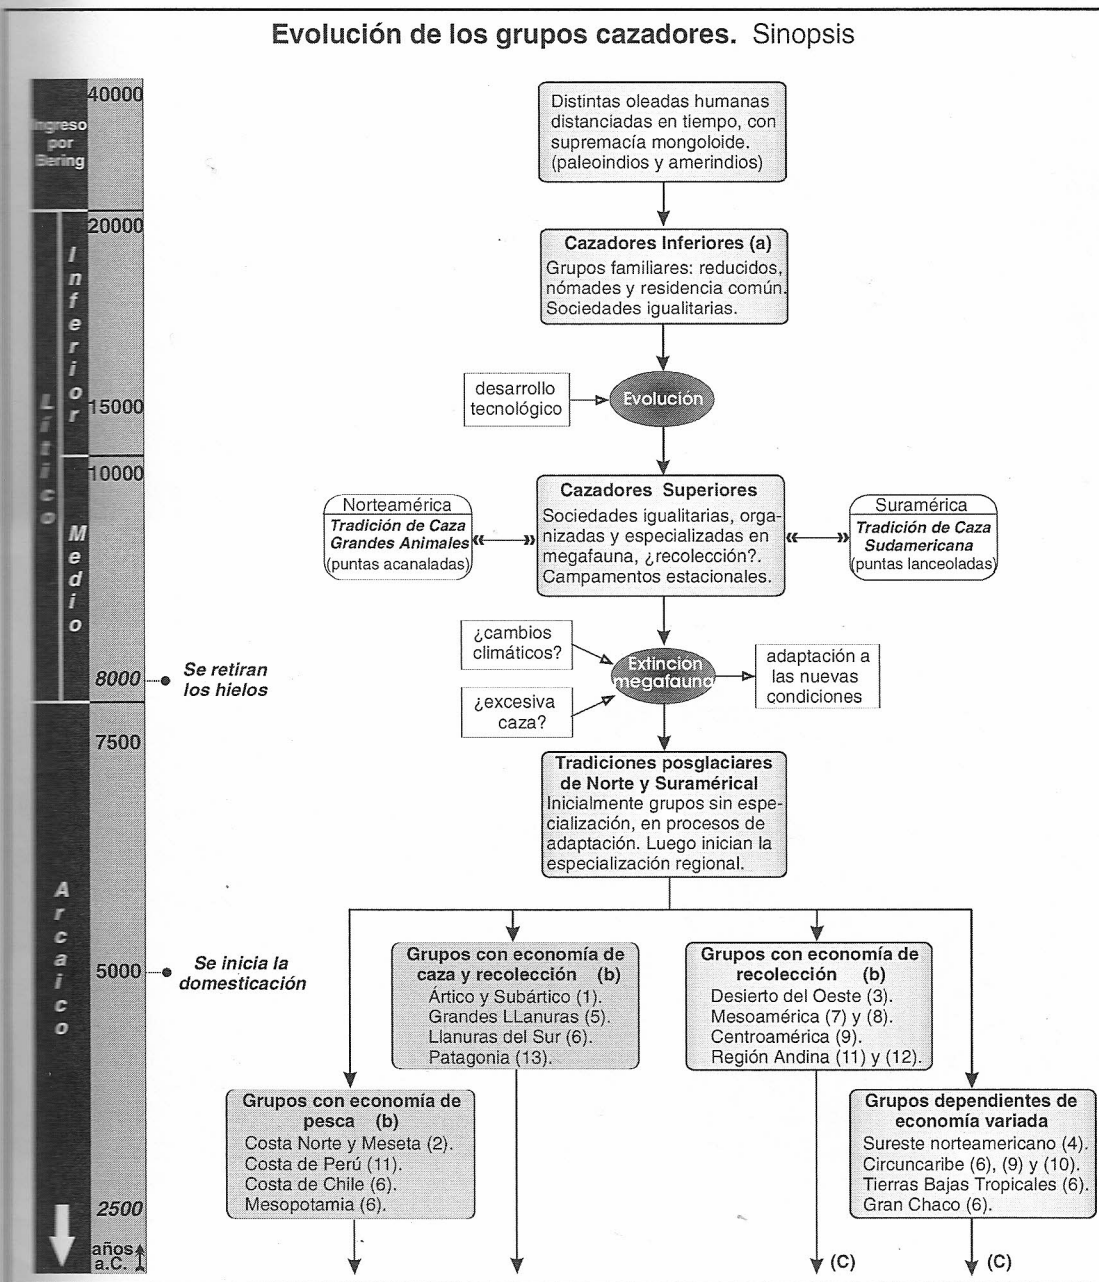 Evolución de los grupos cazadores. Sinopsis
40000
Ingreso
por
Bering
20000
Inferior
Lítico
15000
10000
Medio
8000
Se retiran
los hielos
7500
Arcaico
5000
Se inicia la
domesticación
2500
años
a.C.
Distintas oleadas humanas
distanciadas en tiempo, con
supremacía mongoloide.
(paleoindios y amerindios)
Cazadores Inferiores (a)
Grupos familiares: reducidos,
nómades y residencia común.
Sociedades igualitarias.
desarrollo
tecnológico
Evolución
Norteamérica
Tradición de Caza
Grandes Animales
(puntas acanaladas)
Cazadores Superiores
Sociedades igualitarias, orga-
nizadas y especializadas en
megafauna, ¿recolección?.
Campamentos estacionales.
Suramérica
Tradición de Caza
Sudamericana
(puntas lanceoladas)
¿cambios
climáticos?
¿excesiva
caza?
Extinción
megafauna
adaptación a
las nuevas
condiciones
Tradiciones posglaciares
de Norte y Suramérical
Inicialmente grupos sin espe-
cialización, en procesos de
adaptación. Luego inician la
especialización regional.
Grupos con economía de
caza y recolección (b)
Ártico y Subártico (1).
Grandes LLanuras (5).
Llanuras del Sur (6).
Patagonia (13).
Grupos con economía de
recolección (b)
Desierto del Oeste (3).
Mesoamérica (7) y (8).
Centroamérica (9).
Región Andina (11) y (12).
Grupos con economía de
pesca (b)
Costa Norte y Meseta (2).
Costa de Perú (11).
Costa de Chile (6).
Mesopotamia (6).
Grupos dependientes de
economía variada
Sureste norteamericano (4).
Circuncaribe (6), (9) y (10).
Tierras Bajas Tropicales (6).
Gran Chaco (6).
(C)
(C)